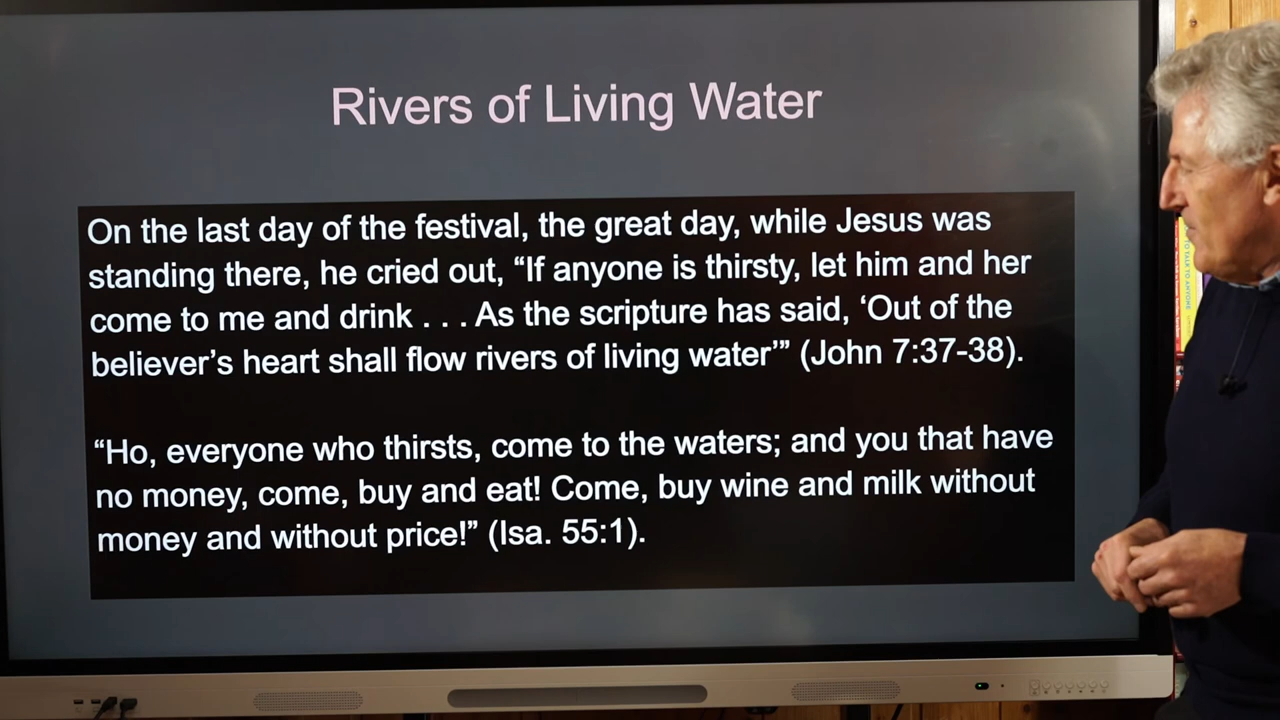 Rivers of Living Water
On the last day of the festival, the great day, while Jesus was
standing there, he cried out, “If anyone is thirsty, let him and her
come to me and drink . . . As the scripture has said, ‘Out of the
believer’s heart shall flow rivers of living water’” (John 7:37-38).
“Ho, everyone who thirsts, come to the waters; and you that have
no money, come, buy and eat! Come, buy wine and milk without
money and without price!” (Isa. 55:1).
TO TALK TO ANYONE